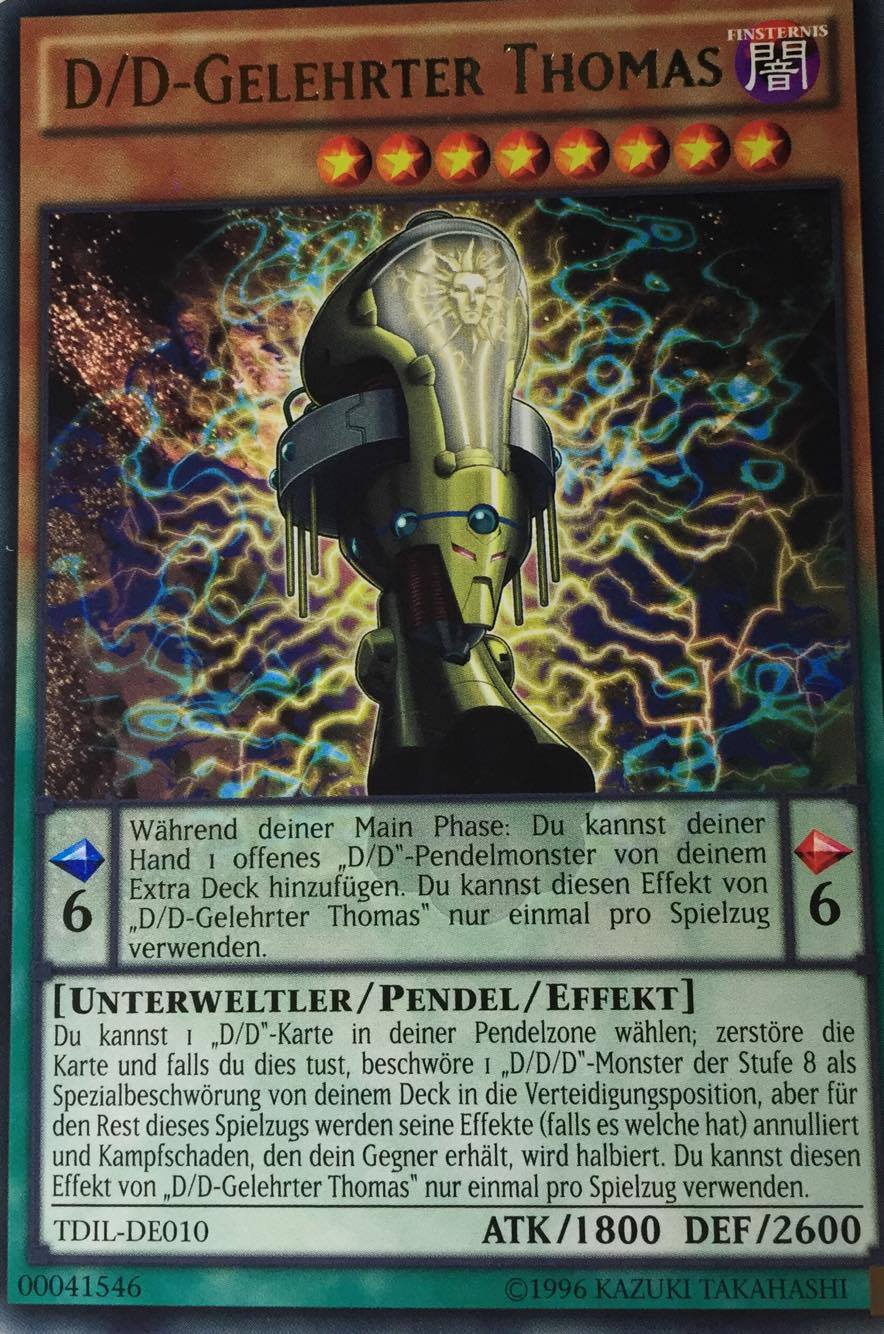 D/D-GELEHRTER THOMAS
FINSTERNIS
闇
Während deiner Main Phase: Du kannst deiner
Hand 1 offenes „D/D"-Pendelmonster von deinem
Extra Deck hinzufügen. Du kannst diesen Effekt von
„D/D-Gelehrter Thomas" nur einmal pro Spielzug
verwenden.
6
6
[UNTERWELTLER/PENDEL/EFFEKT]
Du kannst 1 „D/D"-Karte in deiner Pendelzone wählen; zerstöre die
Karte und falls du dies tust, beschwöre 1 „D/D/D"-Monster der Stufe 8 als
Spezialbeschwörung von deinem Deck in die Verteidigungsposition, aber für
den Rest dieses Spielzugs werden seine Effekte (falls es welche hat) annulliert
und Kampfschaden, den dein Gegner erhält, wird halbiert. Du kannst diesen
Effekt von „D/D-Gelehrter Thomas" nur einmal pro Spielzug verwenden.
TDIL-DE010 ATK/1800 DEF/2600
00041546 ©1996 KAZUKI TAKAHASHI